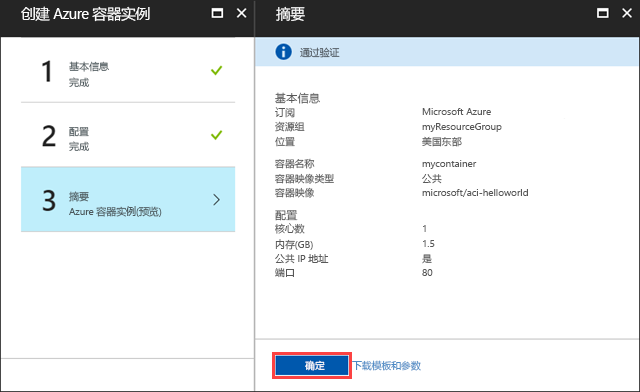 创建 Azure 容器实例
1
基本信息
完成
2
配置
完成
3
摘要
Azure 容器实例(预览)
摘要
通过验证
基本信息
订阅 Microsoft Azure
资源组 myResourceGroup
位置 美国东部
容器名称 mycontainer
容器映像类型 公共
容器映像 microsoft/aci-helloworld
配置
核心数 1
内存(GB) 1.5
公共 IP 地址 是
端口 80
确定 下载模板和参数